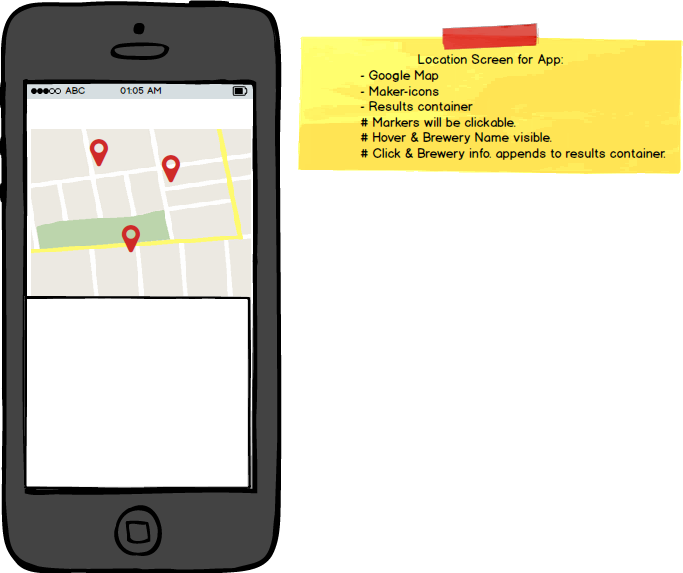 ABC 01:05 AM
Location Screen for App:
- Google Map
- Maker-icons
- Results container
# Markers will be clickable.
# Hover & Brewery Name visible.
# Click & Brewery info. appends to results container.